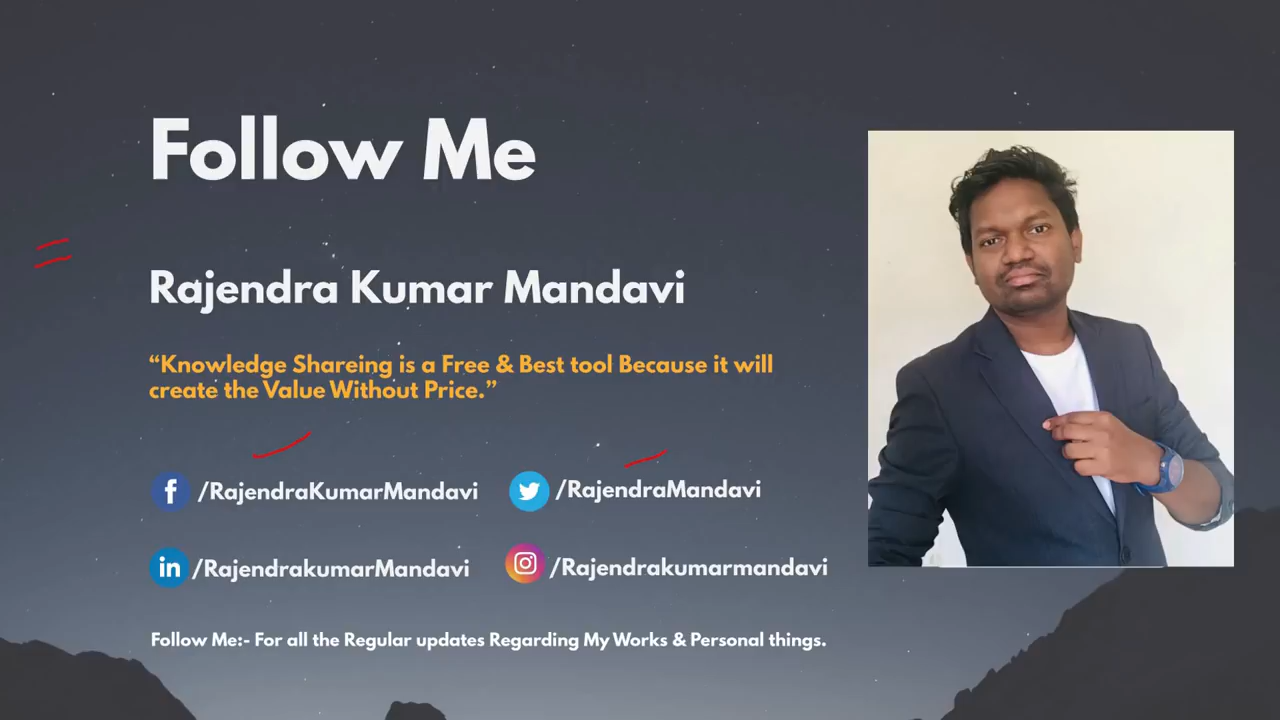 Follow Me
Rajendra Kumar Mandavi
“Knowledge Shareing is a Free & Best tool Because it will
create the Value Without Price.”
/RajendraKumarMandavi
/RajendraMandavi
/RajendrakumarMandavi
/Rajendrakumarmandavi
Follow Me:- For all the Regular updates Regarding My Works & Personal things.